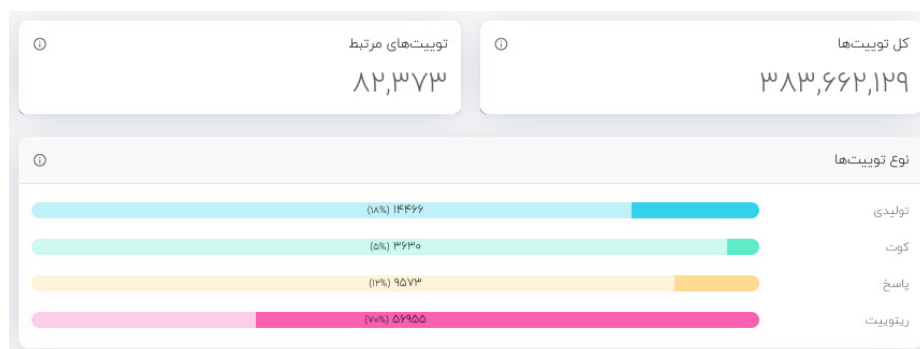 کل توییت‌ها
۳۸۳,۶۶۲,۱۲۹
توییت‌های مرتبط
۸۲,۳۷۳
نوع توییت‌ها
تولیدی ۱۴۴۶۶ (۱۸%)
کوت ۳۶۳۰ (۵%)
پاسخ ۹۵۷۳ (۱۲%)
ریتوییت ۵۶۹۵۵ (۷۰%)